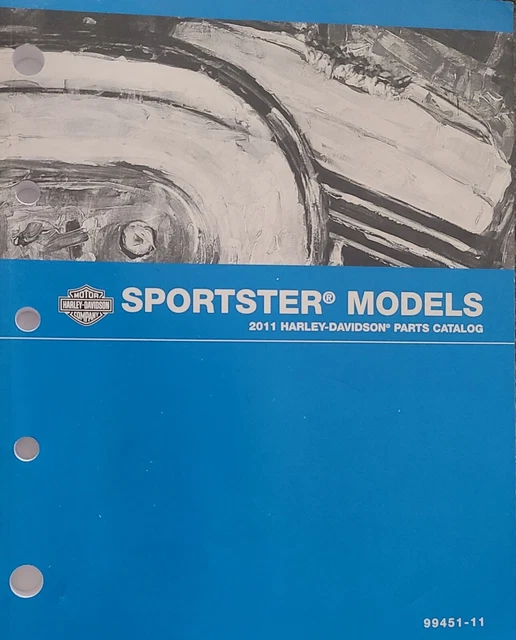 MOTOR
HARLEY-DAVIDSON
COMPANY
SPORTSTER® MODELS
2011 HARLEY-DAVIDSON® PARTS CATALOG
99451-11